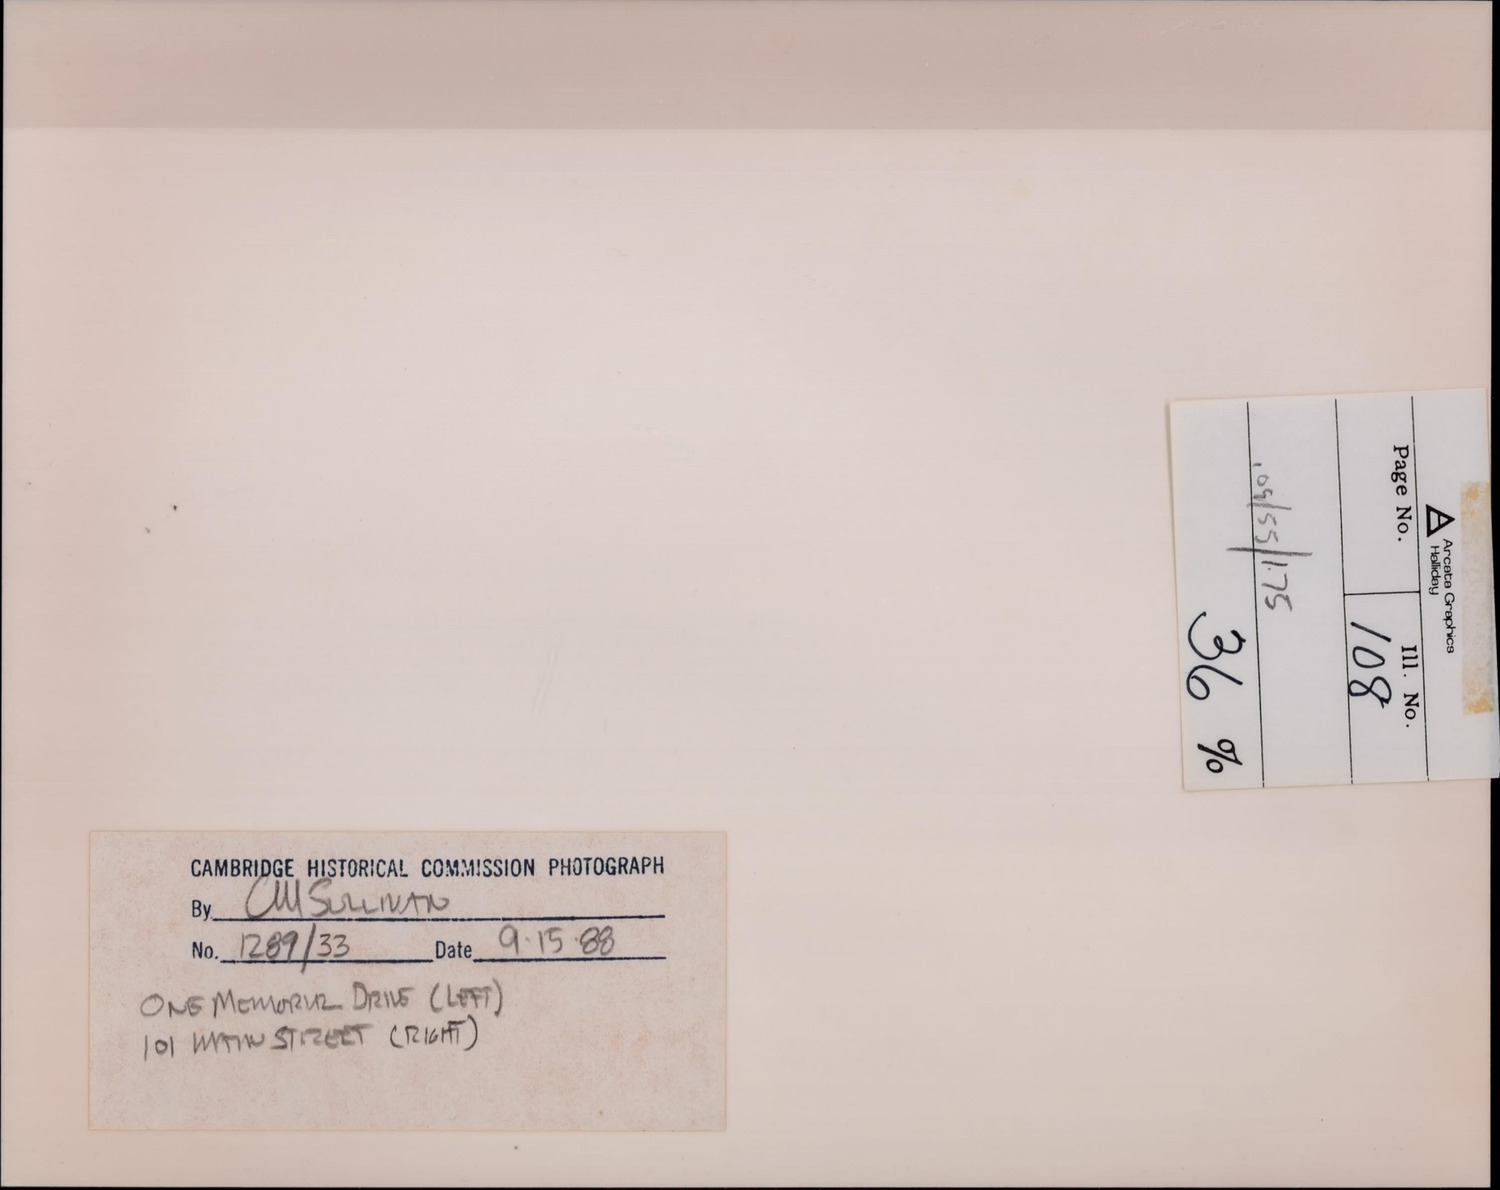 CAMBRIDGE HISTORICAL COMMISSION PHOTOGRAPH
By CM SULLIVAN
No. 1289/33 Date 9·15·88
ONE MEMORIAL DRIVE (LEFT)
101 MAIN STREET (RIGHT)
Arcata Graphics
Halliday
Page No. Ill. No.
108
36 %